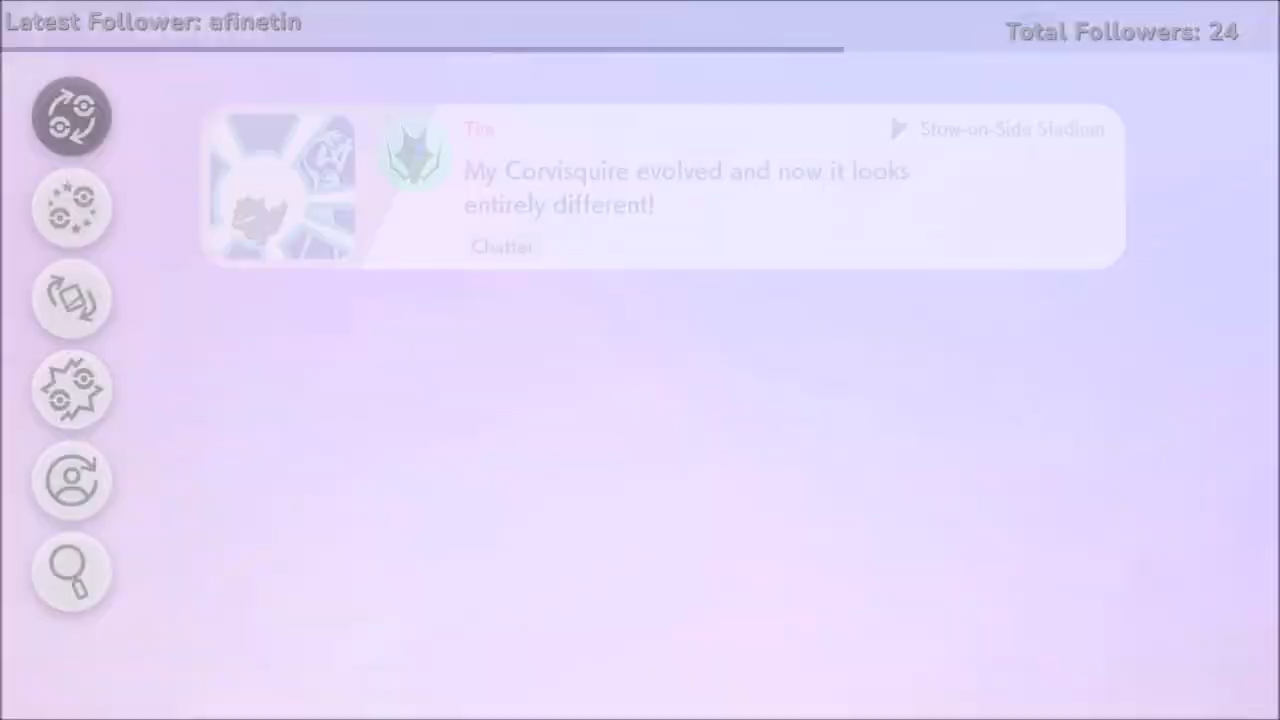 Latest Follower: afinetin
Total Followers: 24
Tira
Stow-on-Side Stadium
My Corvisquire evolved and now it looks
entirely different!
Chatter